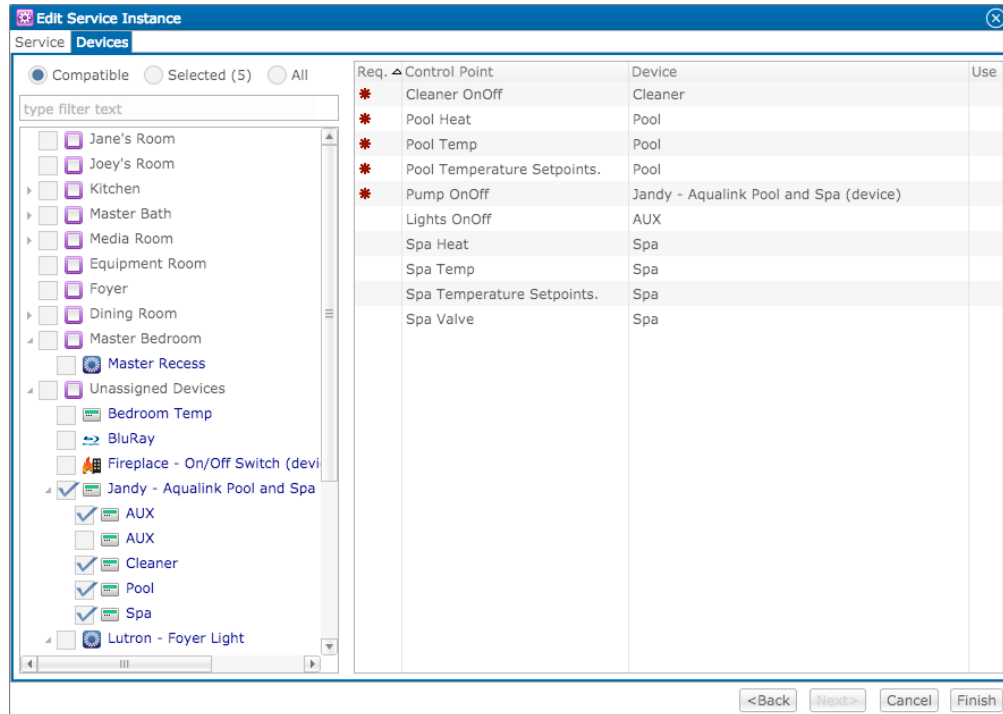 Edit Service Instance
Service Devices
Compatible Selected (5) All
type filter text
Jane's Room
Joey's Room
Kitchen
Master Bath
Media Room
Equipment Room
Foyer
Dining Room
Master Bedroom
Master Recess
Unassigned Devices
Bedroom Temp
BluRay
Fireplace - On/Off Switch (devi
Jandy - Aqualink Pool and Spa
AUX
AUX
Cleaner
Pool
Spa
Lutron - Foyer Light
Req. Control Point Device Use
Cleaner OnOff Cleaner
Pool Heat Pool
Pool Temp Pool
Pool Temperature Setpoints. Pool
Pump OnOff Jandy - Aqualink Pool and Spa (device)
Lights OnOff AUX
Spa Heat Spa
Spa Temp Spa
Spa Temperature Setpoints. Spa
Spa Valve Spa
<Back Next> Cancel Finish